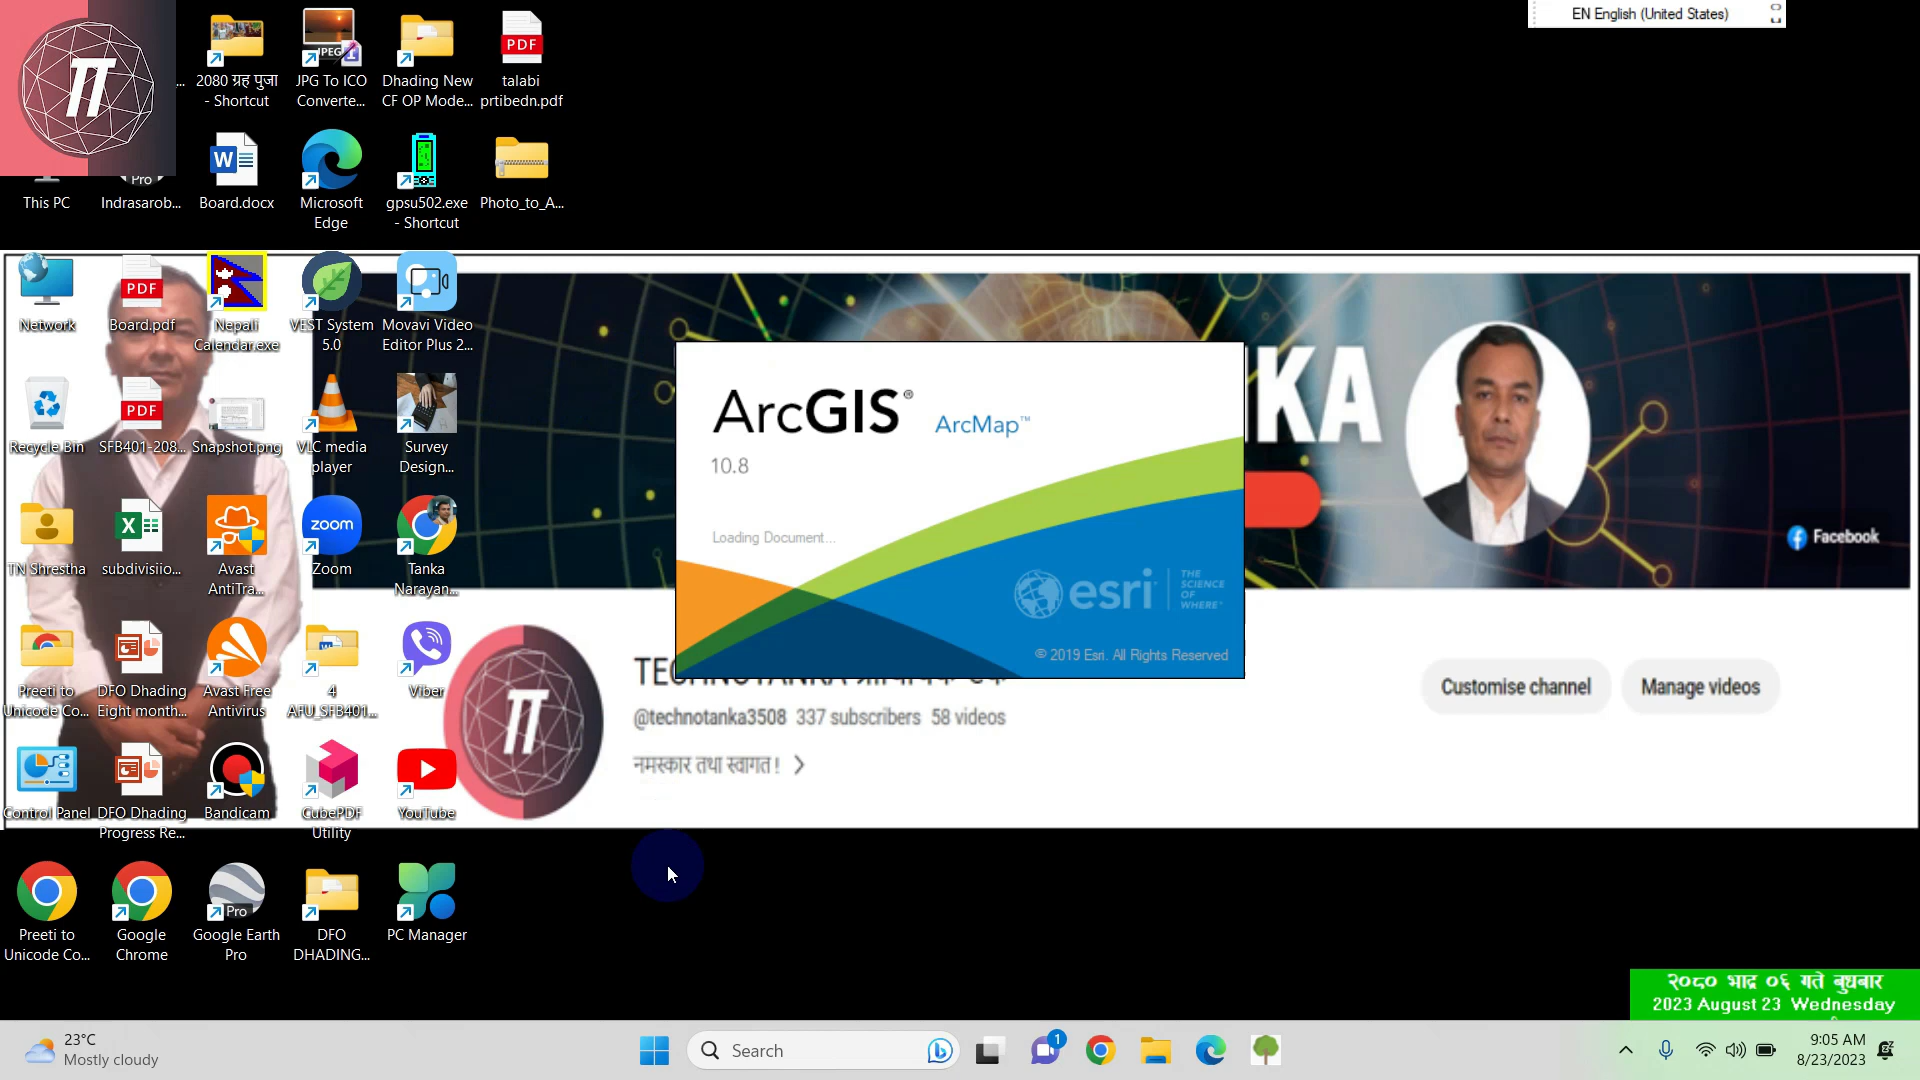 EN English (United States)
...
2080 ग्रह पुजा
- Shortcut
JPEG
JPG To ICO
Converte...
Dhading New
CF OP Mode...
PDF
talabi
prtibedn.pdf
This PC
Pro
Indrasarob...
W
Board.docx
Microsoft
Edge
gpsu502.exe
- Shortcut
Photo_to_A...
Network
PDF
Board.pdf
Nepali
Calendar.exe
VEST System
5.0
Movavi Video
Editor Plus 2...
Recycle Bin
PDF
SFB401-208...
Snapshot.png
VLC media
player
Survey
Design...
TN Shrestha
subdivisiio...
Avast
AntiTra...
zoom
Zoom
Tanka
Narayan...
Preeti to
Unicode Co...
DFO Dhading
Eight month...
Avast Free
Antivirus
4
AFU_SFB401...
Viber
Control Panel
DFO Dhading
Progress Re...
Bandicam
CubePDF
Utility
YouTube
Preeti to
Unicode Co...
Google
Chrome
Pro
Google Earth
Pro
DFO
DHADING...
PC Manager
ArcGIS®
ArcMap™
10.8
Loading Document...
esri
THE
SCIENCE
OF
WHERE™
© 2019 Esri. All Rights Reserved
KA
Facebook
@technotanka3508 337 subscribers 58 videos
नमस्कार तथा स्वागत !
Customise channel
Manage videos
२०८० भाद्र ०६ गते बुधबार
2023 August 23 Wednesday
23°C
Mostly cloudy
Search
1
9:05 AM
8/23/2023